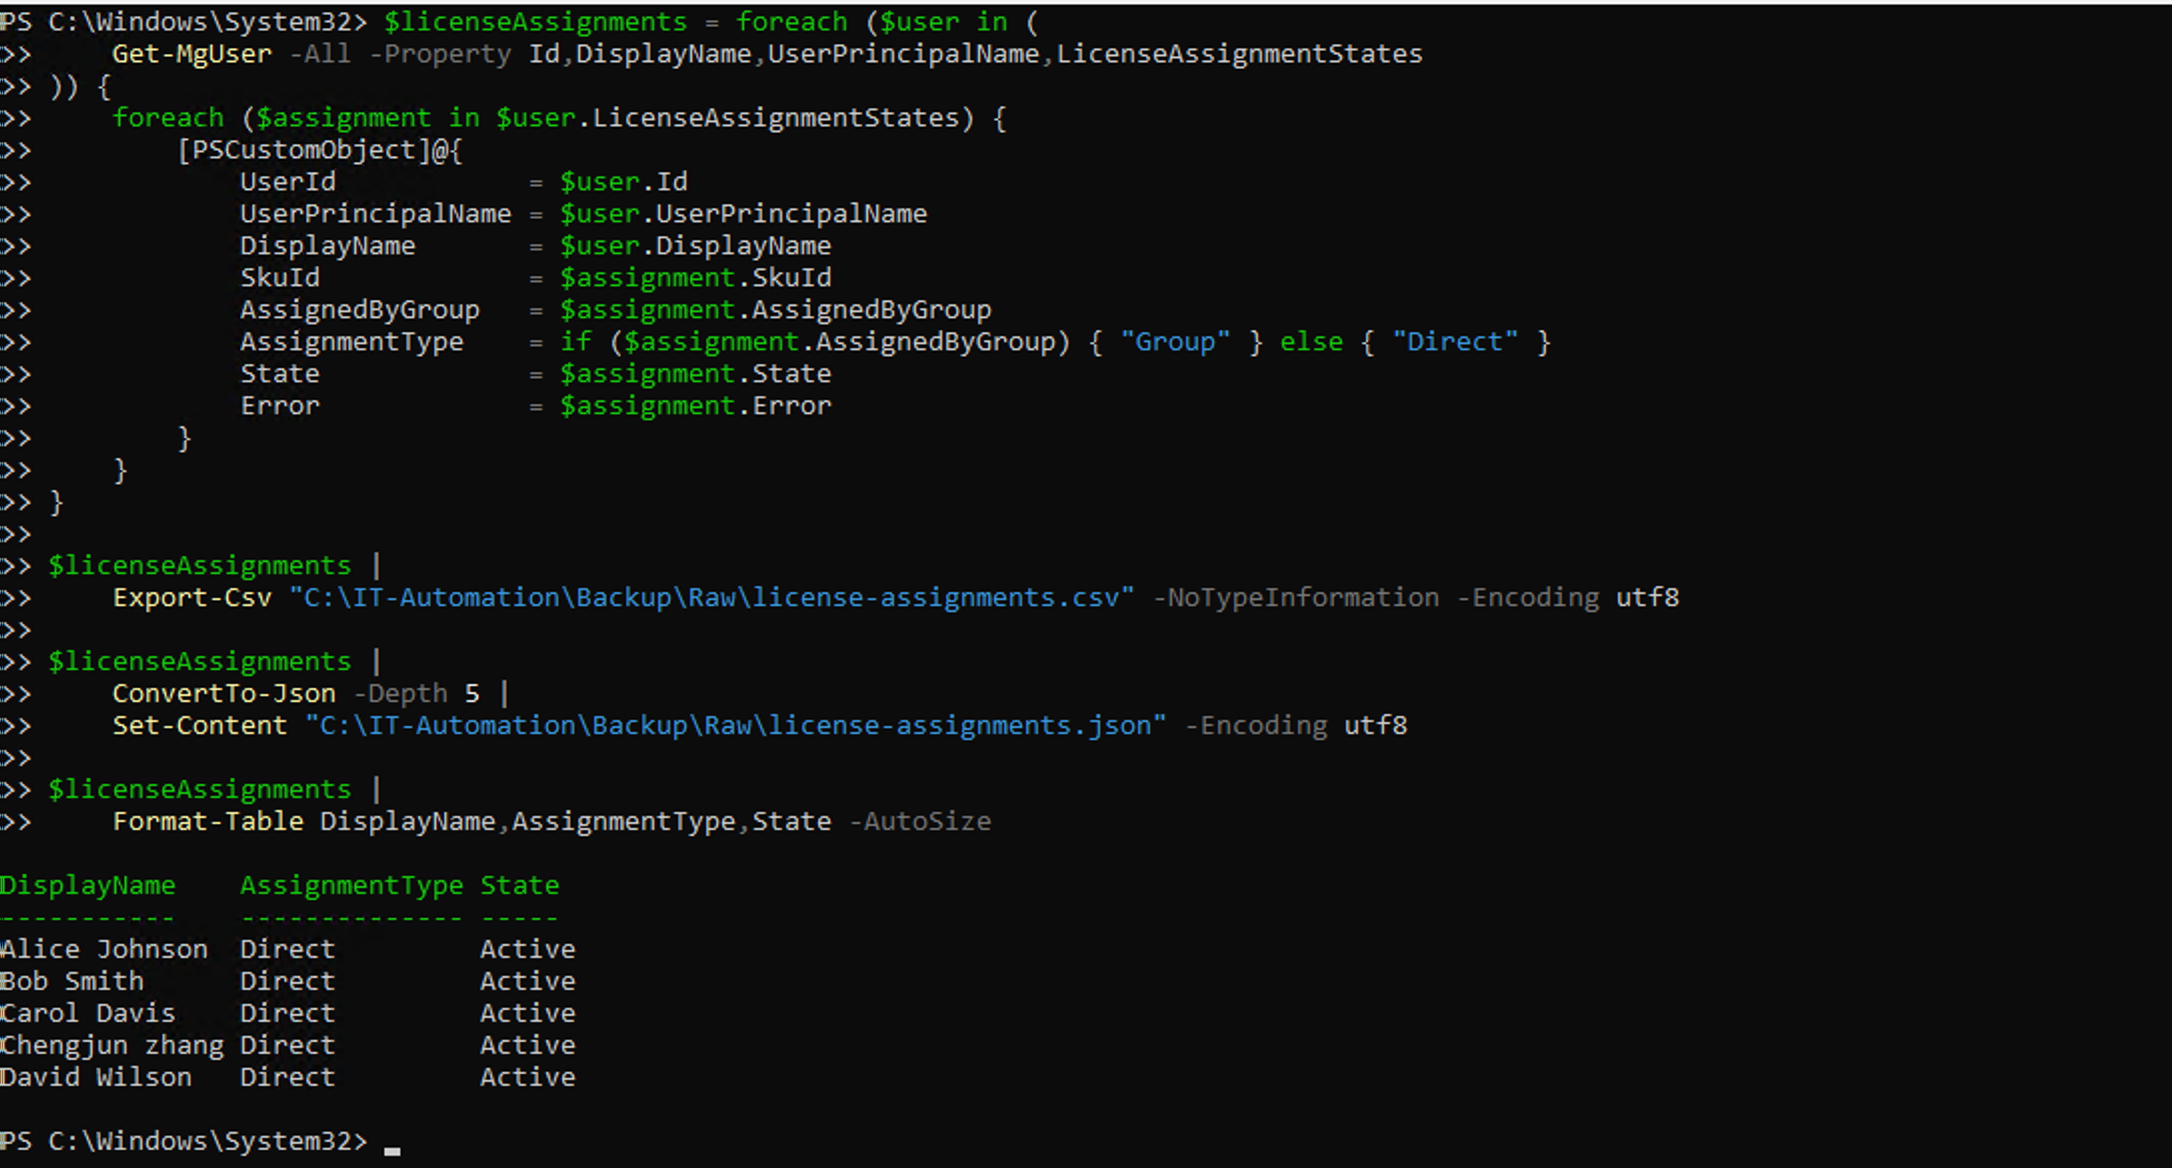 PS C:\Windows\System32> $licenseAssignments = foreach ($user in (
>>     Get-MgUser -All -Property Id,DisplayName,UserPrincipalName,LicenseAssignmentStates
>> )) {
>>     foreach ($assignment in $user.LicenseAssignmentStates) {
>>         [PSCustomObject]@{
>>             UserId            = $user.Id
>>             UserPrincipalName = $user.UserPrincipalName
>>             DisplayName       = $user.DisplayName
>>             SkuId             = $assignment.SkuId
>>             AssignedByGroup   = $assignment.AssignedByGroup
>>             AssignmentType    = if ($assignment.AssignedByGroup) { "Group" } else { "Direct" }
>>             State             = $assignment.State
>>             Error             = $assignment.Error
>>         }
>>     }
>> }
>>
>> $licenseAssignments |
>>     Export-Csv "C:\IT-Automation\Backup\Raw\license-assignments.csv" -NoTypeInformation -Encoding utf8
>>
>> $licenseAssignments |
>>     ConvertTo-Json -Depth 5 |
>>     Set-Content "C:\IT-Automation\Backup\Raw\license-assignments.json" -Encoding utf8
>>
>> $licenseAssignments |
>>     Format-Table DisplayName,AssignmentType,State -AutoSize

DisplayName    AssignmentType State
-----------    -------------- -----
Alice Johnson  Direct         Active
Bob Smith      Direct         Active
Carol Davis    Direct         Active
Chengjun zhang Direct         Active
David Wilson   Direct         Active

PS C:\Windows\System32> _